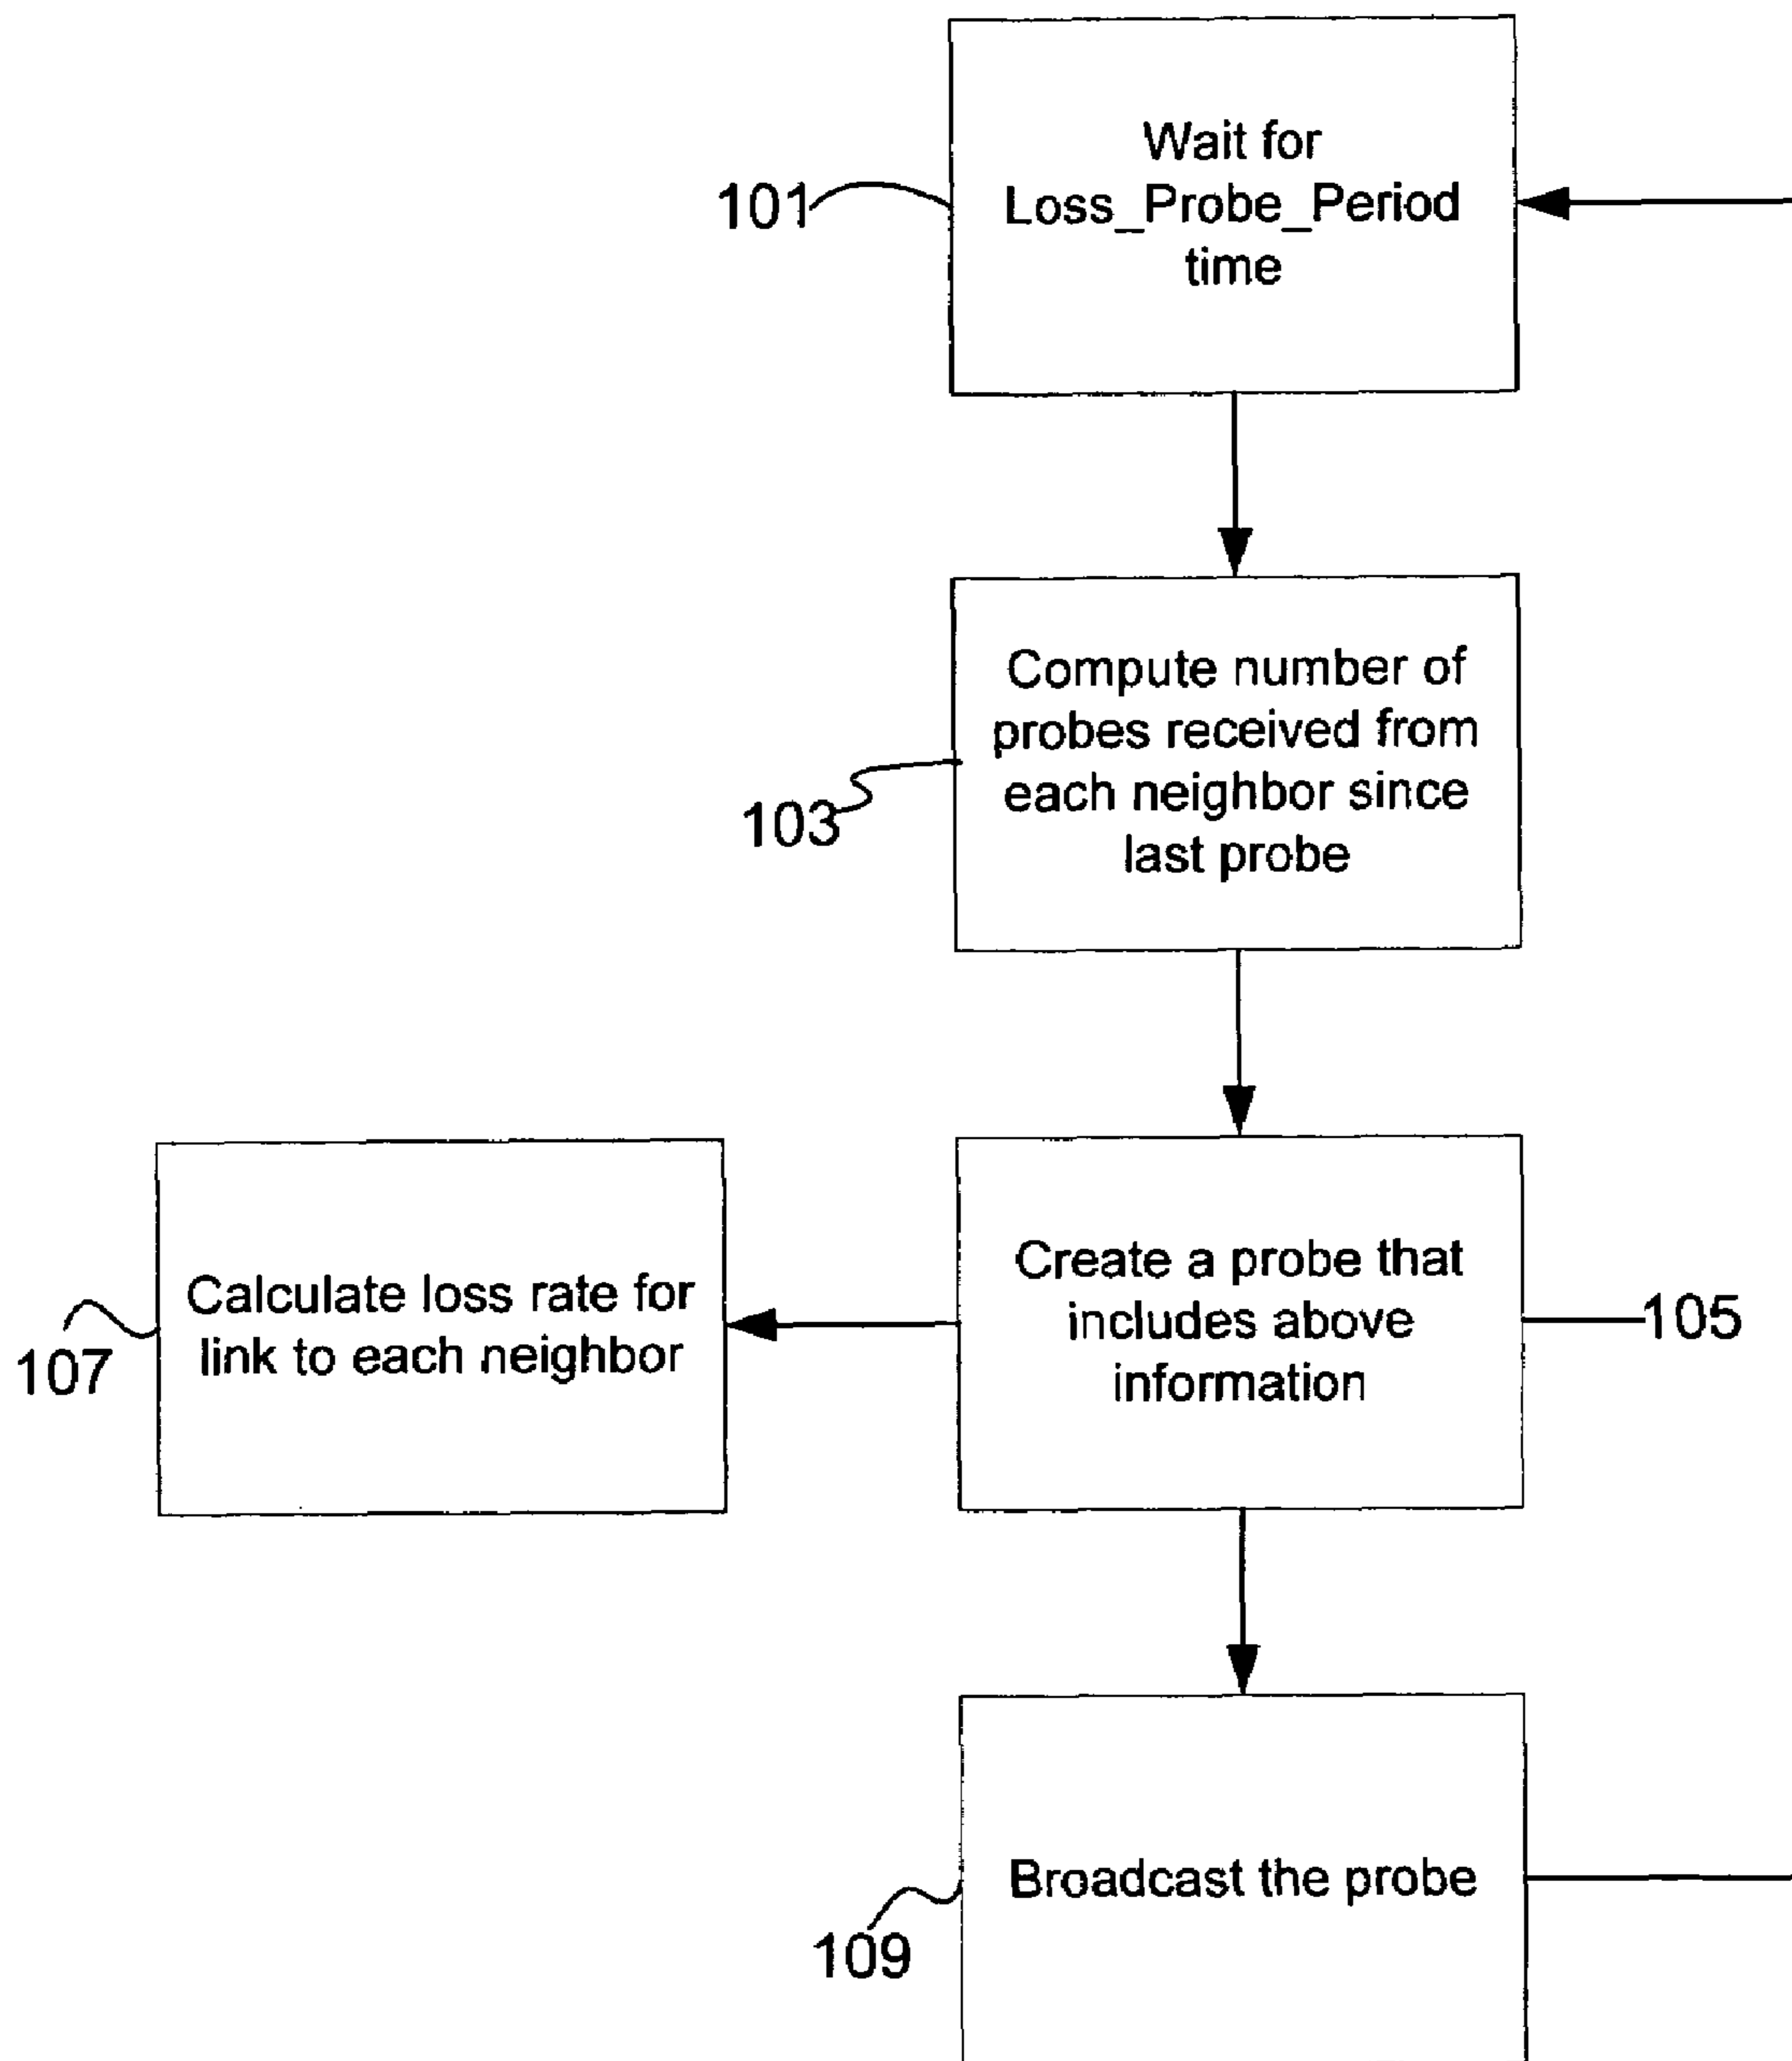 Wait for
Loss_Probe_Period
time
101
Compute number of
probes received from
each neighbor since
last probe
103
Create a probe that
includes above
information
105
Calculate loss rate for
link to each neighbor
107
Broadcast the probe
109